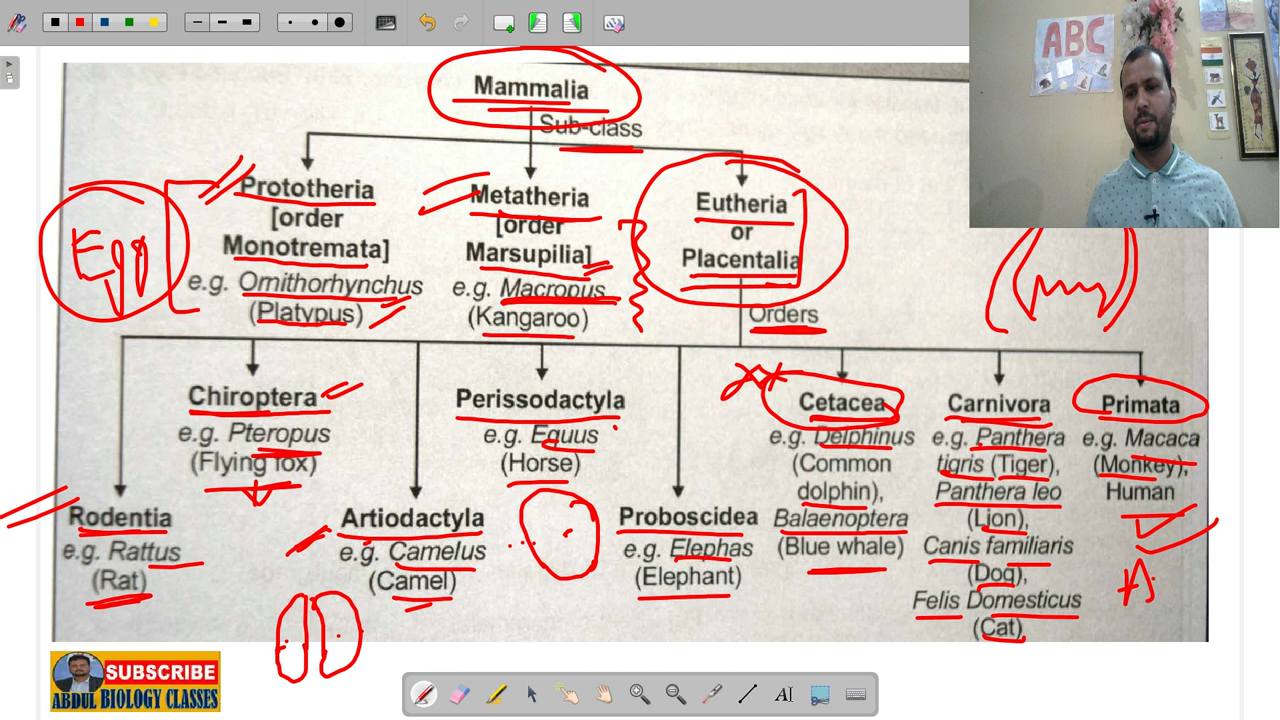 ABC
Mammalia
Sub-class
Prototheria
[order
Monotremata]
e.g. Ornithorhynchus
(Platypus)
Metatheria
[order
Marsupilia]
e.g. Macropus
(Kangaroo)
Eutheria
or
Placentalia
Egg
Orders
Chiroptera
e.g. Pteropus
(Flying fox)
Perissodactyla
e.g. Equus
(Horse)
Cetacea
e.g. Delphinus
(Common
dolphin),
Balaenoptera
(Blue whale)
Carnivora
e.g. Panthera
tigris (Tiger),
Panthera leo
(Lion),
Canis familiaris
(Dog),
Felis Domesticus
(Cat)
Primata
e.g. Macaca
(Monkey),
Human
Rodentia
e.g. Rattus
(Rat)
Artiodactyla
e.g. Camelus
(Camel)
Proboscidea
e.g. Elephas
(Elephant)
SUBSCRIBE
ABDUL BIOLOGY CLASSES
AI